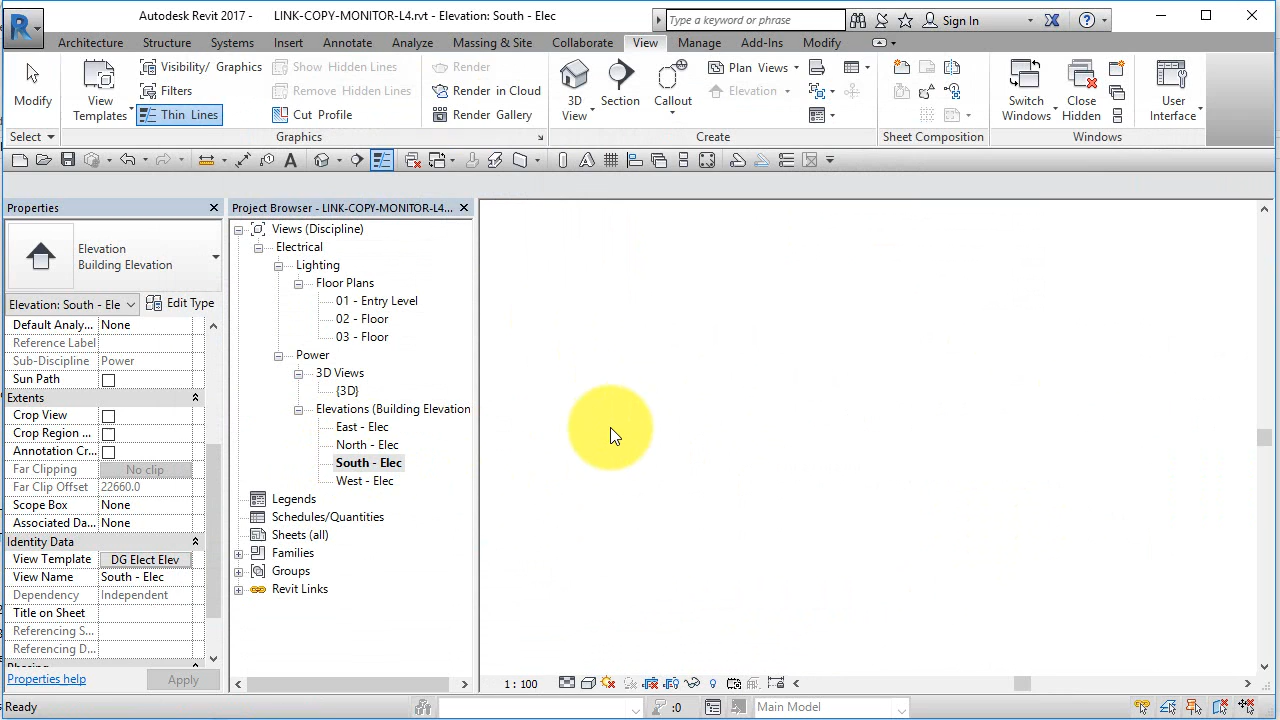 Autodesk Revit 2017 - LINK-COPY-MONITOR-L4.rvt - Elevation: South - Elec
Type a keyword or phrase
Sign In
Architecture Structure Systems Insert Annotate Analyze Massing & Site Collaborate View Manage Add-Ins Modify
Modify
View
Templates
Visibility/ Graphics
Filters
Thin Lines
Show Hidden Lines
Remove Hidden Lines
Cut Profile
Render
Render in Cloud
Render Gallery
3D
View
Section
Callout
Plan Views
Elevation
Switch
Windows
Close
Hidden
User
Interface
Select Graphics Create Sheet Composition Windows
Properties
Elevation
Building Elevation
Elevation: South - Ele
Edit Type
Default Analy... None
Reference Label
Sub-Discipline Power
Sun Path
Extents
Crop View
Crop Region ...
Annotation Cr...
Far Clipping No clip
Far Clip Offset 22660.0
Scope Box None
Associated Da... None
Identity Data
View Template DG Elect Elev
View Name South - Elec
Dependency Independent
Title on Sheet
Referencing S...
Referencing D...
Properties help
Apply
Project Browser - LINK-COPY-MONITOR-L4...
Views (Discipline)
Electrical
Lighting
Floor Plans
01 - Entry Level
02 - Floor
03 - Floor
Power
3D Views
{3D}
Elevations (Building Elevation
East - Elec
North - Elec
South - Elec
West - Elec
Legends
Schedules/Quantities
Sheets (all)
Families
Groups
Revit Links
1 : 100
Ready
:0
Main Model